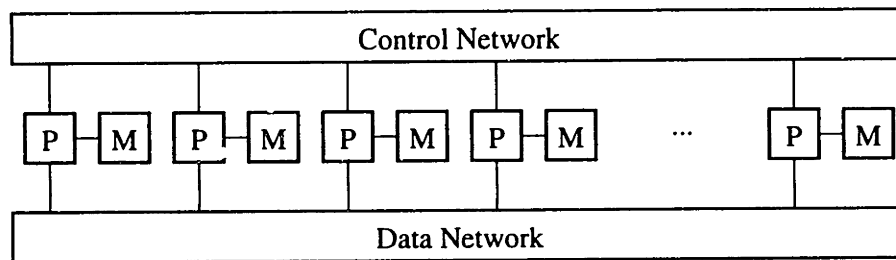 Control Network
P M P M P M P M ... P M
Data Network